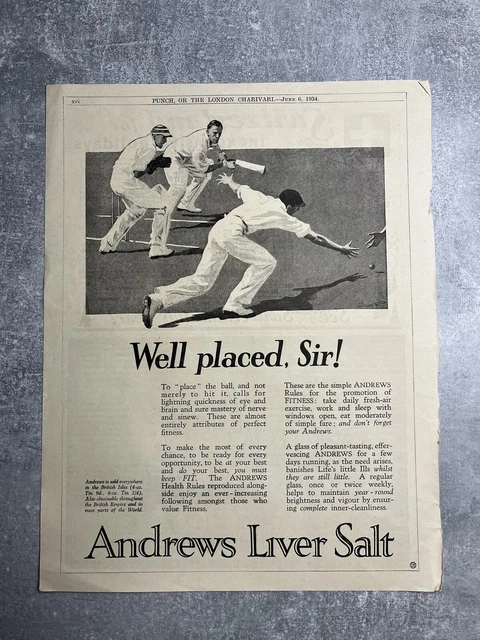 xvi
PUNCH, OR THE LONDON CHARIVARI.—June 6, 1934.
Well placed, Sir!
To "place" the ball, and not
merely to hit it, calls for
lightning quickness of eye and
brain and sure mastery of nerve
and sinew. These are almost
entirely attributes of perfect
fitness.
To make the most of every
chance, to be ready for every
opportunity, to be at your best
and do your best, you must
keep FIT. The ANDREWS
Health Rules reproduced along-
side enjoy an ever-increasing
following amongst those who
value Fitness.
These are the simple ANDREWS
Rules for the promotion of
FITNESS: take daily fresh-air
exercise, work and sleep with
windows open, eat moderately
of simple fare; and don't forget
your Andrews.
A glass of pleasant-tasting, effer-
vescing ANDREWS for a few
days running, as the need arises,
banishes Life's little Ills whilst
they are still little. A regular
glass, once or twice weekly,
helps to maintain year-round
brightness and vigour by ensur-
ing complete inner-cleanliness.
Andrews is sold everywhere
in the British Isles (4-oz.
Tin 9d. 8-oz. Tin 1/4).
Also obtainable throughout
the British Empire and in
most parts of the World.
Andrews Liver Salt